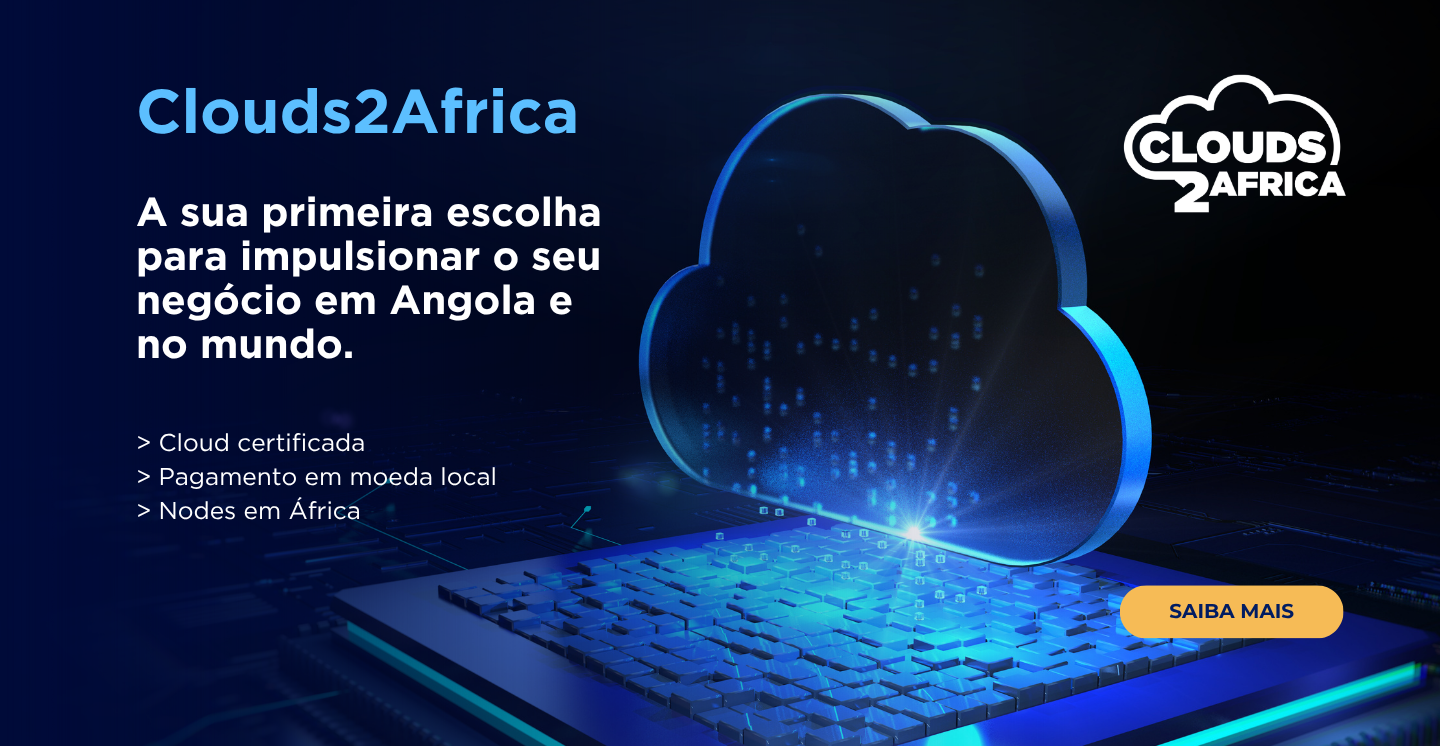 Clouds2Africa
A sua primeira escolha
para impulsionar o seu
negócio em Angola e
no mundo.
> Cloud certificada
> Pagamento em moeda local
> Nodes em África
CLOUDS
2AFRICA
SAIBA MAIS